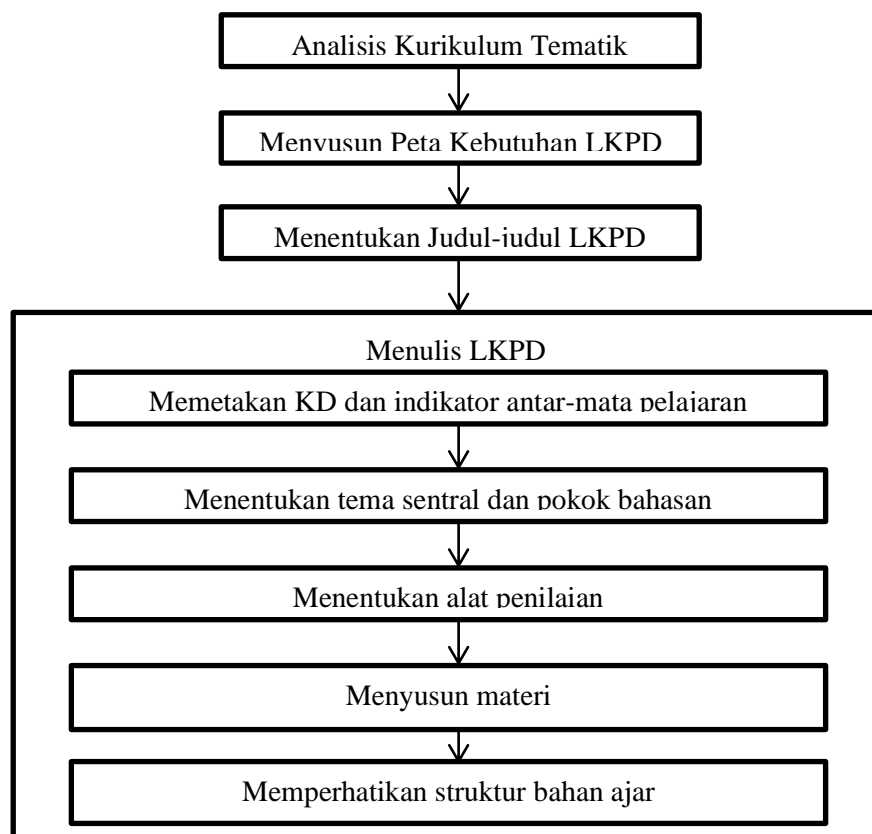 Analisis Kurikulum Tematik
Menyusun Peta Kebutuhan LKPD
Menentukan Judul-judul LKPD
Menulis LKPD
Memetakan KD dan indikator antar-mata pelajaran
Menentukan tema sentral dan pokok bahasan
Menentukan alat penilaian
Menyusun materi
Memperhatikan struktur bahan ajar